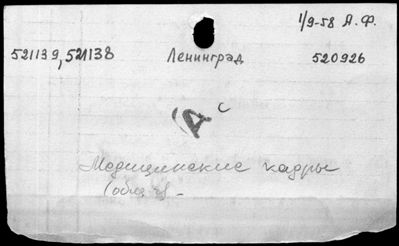 1/9-58 А.Ф.
521139, 521138 Ленинград 520926
А с
Медицинские кадры